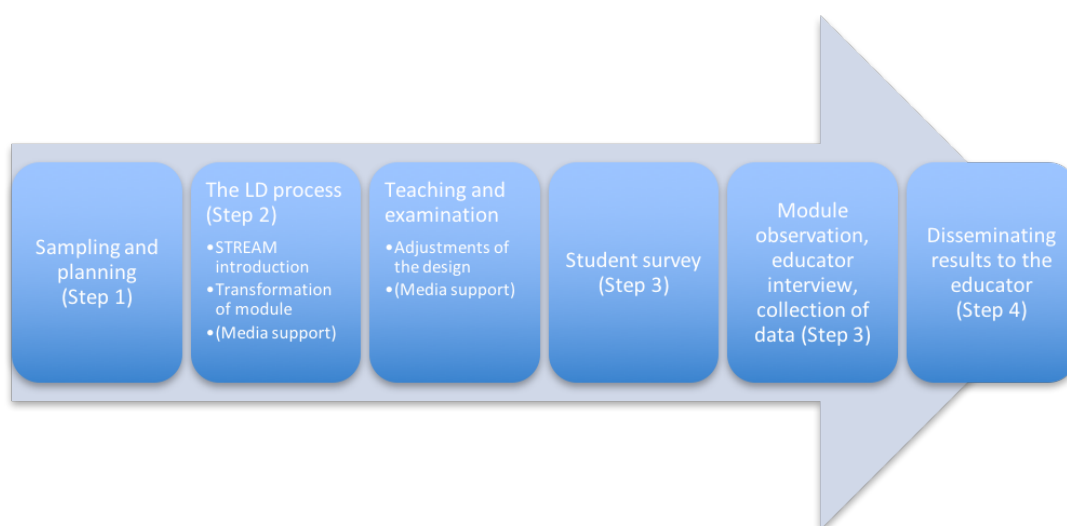 Sampling and
planning
(Step 1)
The LD process
(Step 2)
•STREAM
introduction
•Transformation
of module
•(Media support)
Teaching and
examination
•Adjustments of
the design
•(Media support)
Student survey
(Step 3)
Module
observation,
educator
interview,
collection of
data (Step 3)
Disseminating
results to the
educator
(Step 4)